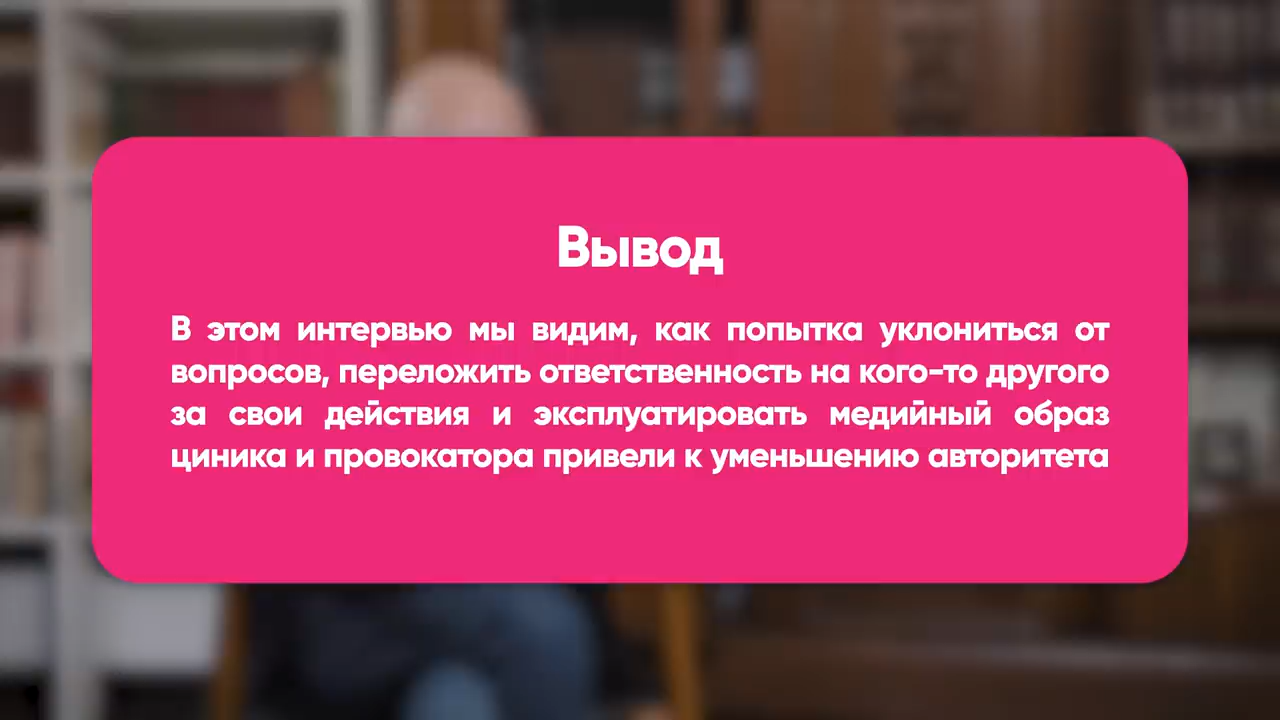 Вывод
В этом интервью мы видим, как попытка уклониться от
вопросов, переложить ответственность на кого-то другого
за свои действия и эксплуатировать медийный образ
циника и провокатора привели к уменьшению авторитета